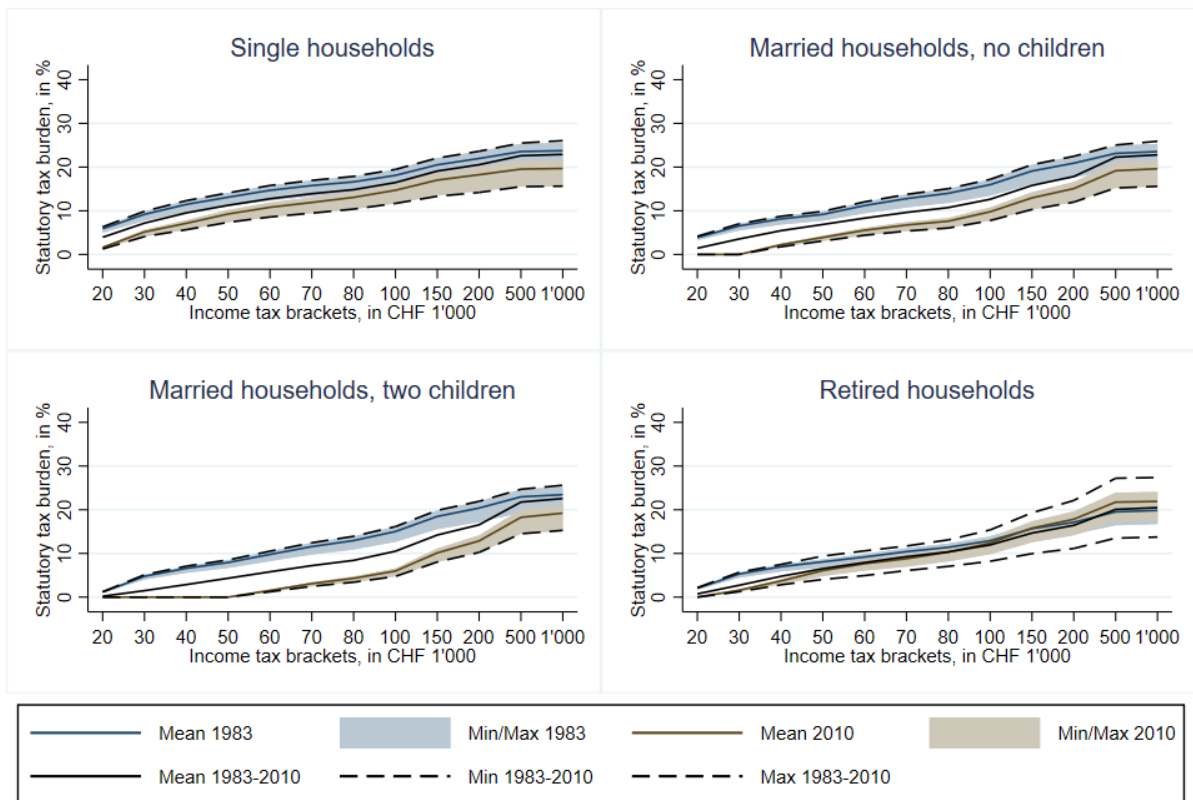 Single households
Statutory tax burden, in %
40
30
20
10
0
20 30 40 50 60 70 80 100 150 200 500 1'000
Income tax brackets, in CHF 1'000
Married households, no children
Statutory tax burden, in %
40
30
20
10
0
20 30 40 50 60 70 80 100 150 200 500 1'000
Income tax brackets, in CHF 1'000
Married households, two children
Statutory tax burden, in %
40
30
20
10
0
20 30 40 50 60 70 80 100 150 200 500 1'000
Income tax brackets, in CHF 1'000
Retired households
Statutory tax burden, in %
40
30
20
10
0
20 30 40 50 60 70 80 100 150 200 500 1'000
Income tax brackets, in CHF 1'000
Mean 1983 Min/Max 1983 Mean 2010 Min/Max 2010
Mean 1983-2010 Min 1983-2010 Max 1983-2010